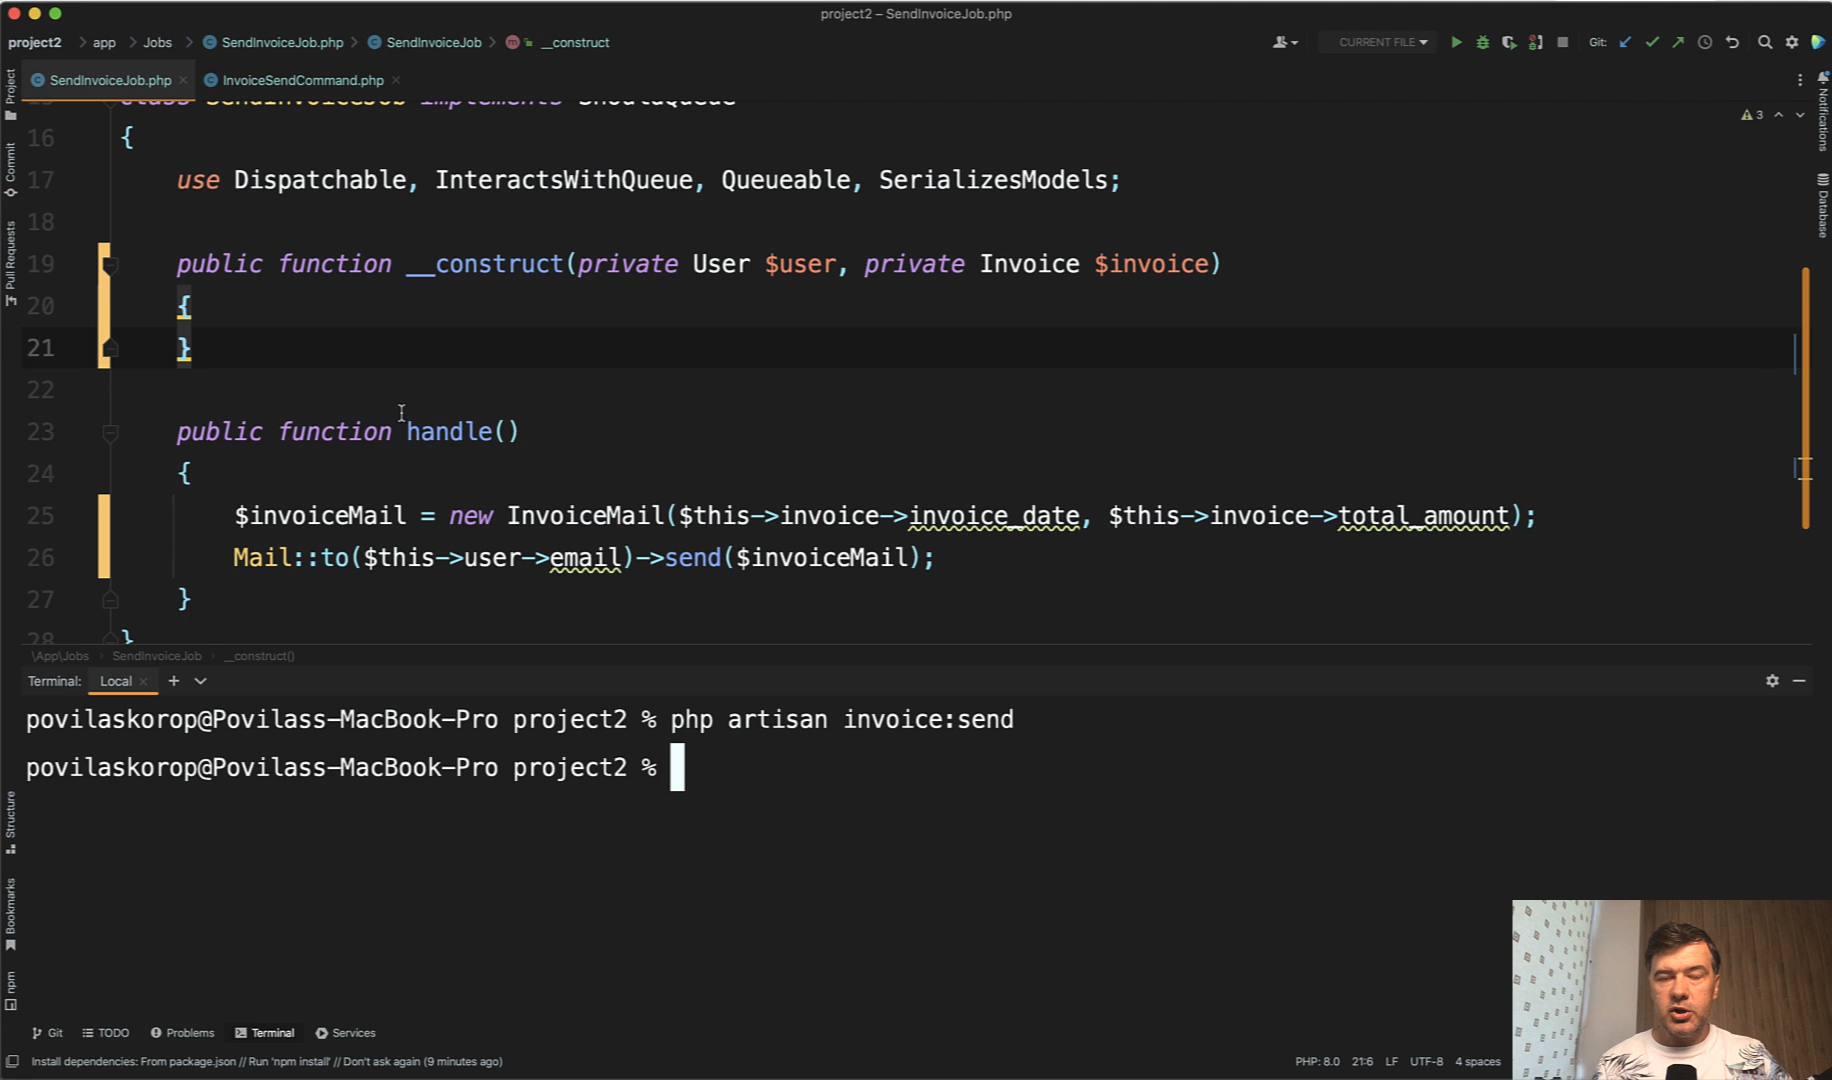 project2 – SendInvoiceJob.php
project2 app Jobs SendInvoiceJob.php SendInvoiceJob __construct CURRENT FILE Git:
SendInvoiceJob.php InvoiceSendCommand.php
Project
Commit
Pull Requests
Structure
Bookmarks
npm
Notifications
Database
3
class SendInvoiceJob implements ShouldQueue
16 {
17 use Dispatchable, InteractsWithQueue, Queueable, SerializesModels;
18
19 public function __construct(private User $user, private Invoice $invoice)
20 {
21 }
22
23 public function handle()
24 {
25 $invoiceMail = new InvoiceMail($this->invoice->invoice_date, $this->invoice->total_amount);
26 Mail::to($this->user->email)->send($invoiceMail);
27 }
28 }
\App\Jobs SendInvoiceJob __construct()
Terminal: Local
povilaskorop@Povilass-MacBook-Pro project2 % php artisan invoice:send
povilaskorop@Povilass-MacBook-Pro project2 %
Git TODO Problems Terminal Services
Install dependencies: From package.json // Run 'npm install' // Don't ask again (9 minutes ago) PHP: 8.0 21:6 LF UTF-8 4 spaces